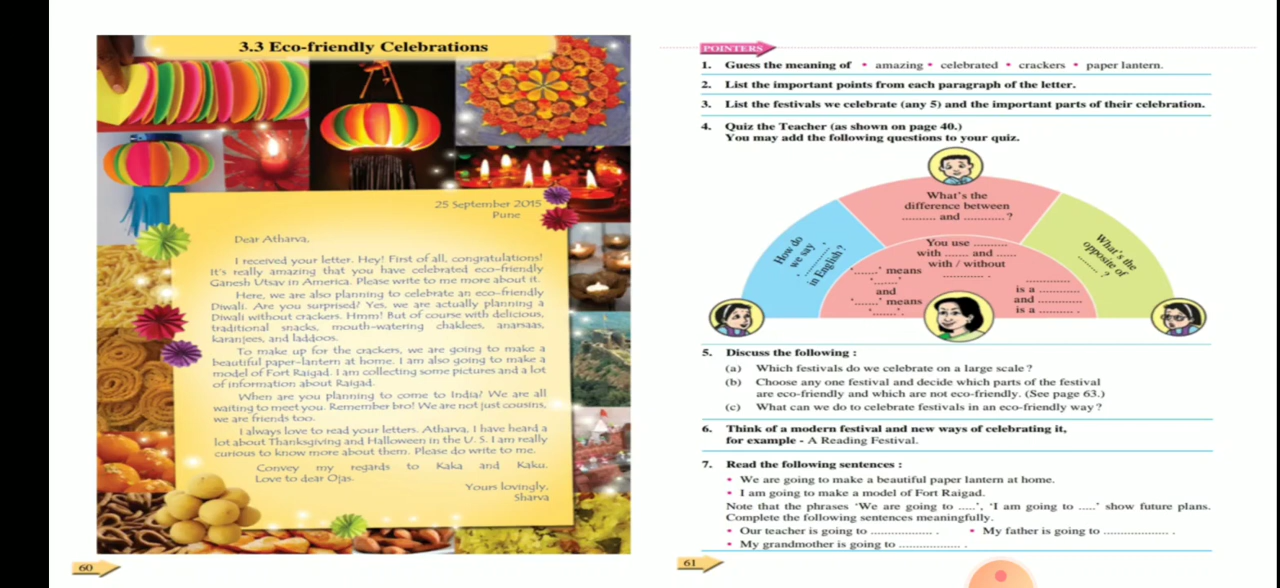 3.3 Eco-friendly Celebrations
25 September 2015
Pune
Dear Atharva,
I received your letter. Hey! First of all, congratulations!
It's really amazing that you have celebrated eco-friendly
Ganesh Utsav in America. Please write to me more about it.
Here, we are also planning to celebrate an eco-friendly
Diwali. Are you surprised? Yes, we are actually planning a
Diwali without crackers. Hmm! But of course with delicious,
traditional snacks, mouth-watering chaklees, anarsaas,
karanjees, and laddoos.
To make up for the crackers, we are going to make a
beautiful paper-lantern at home. I am also going to make a
model of Fort Raigad. I am collecting some pictures and a lot
of information about Raigad.
When are you planning to come to India? We are all
waiting to meet you. Remember bro! We are not just cousins,
we are friends too.
I always love to read your letters. Atharva, I have heard a
lot about Thanksgiving and Halloween in the U. S. I am really
curious to know more about them. Please do write to me.
Convey my regards to Kaka and Kaku.
Love to dear Ojas.
Yours lovingly,
Sharva
60
POINTERS
1. Guess the meaning of • amazing • celebrated • crackers • paper lantern.
2. List the important points from each paragraph of the letter.
3. List the festivals we celebrate (any 5) and the important parts of their celebration.
4. Quiz the Teacher (as shown on page 40.)
You may add the following questions to your quiz.
How do
we say
'..........'
in English?
What's the
difference between
.......... and ............ ?
What's the
opposite of
....... ?
You use ..........
with ....... and .....
with / without
............ .
'......' means
'......'
and
'......' means
'......' .
.............
is a ..........
and .............
is a .......... .
5. Discuss the following :
(a) Which festivals do we celebrate on a large scale ?
(b) Choose any one festival and decide which parts of the festival
are eco-friendly and which are not eco-friendly. (See page 63.)
(c) What can we do to celebrate festivals in an eco-friendly way ?
6. Think of a modern festival and new ways of celebrating it,
for example - A Reading Festival.
7. Read the following sentences :
• We are going to make a beautiful paper lantern at home.
• I am going to make a model of Fort Raigad.
Note that the phrases 'We are going to .....', 'I am going to .....' show future plans.
Complete the following sentences meaningfully.
• Our teacher is going to .................. . • My father is going to ................... .
• My grandmother is going to .................. .
61